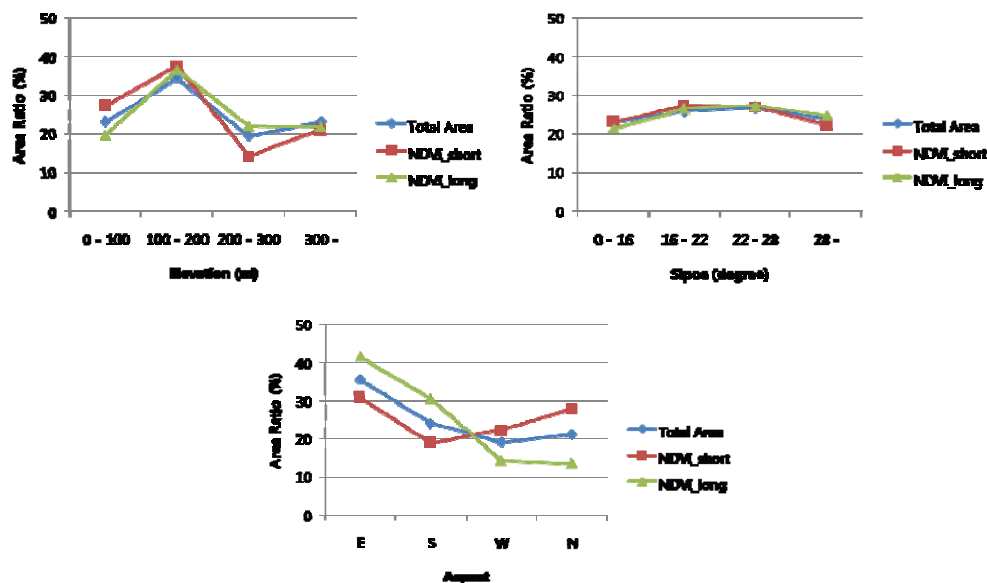 50
40
30
20
10
0
Area Ratio (%)
0 - 100 100 - 200 200 - 300 300 -
Elevation (m)
Total Area
NDVI_short
NDVI_long
50
40
30
20
10
0
Area Ratio (%)
0 - 16 16 - 22 22 - 28 28 -
Slpoe (degree)
Total Area
NDVI_short
NDVI_long
50
40
30
20
10
0
Area Ratio (%)
E S W N
Aspect
Total Area
NDVI_short
NDVI_long